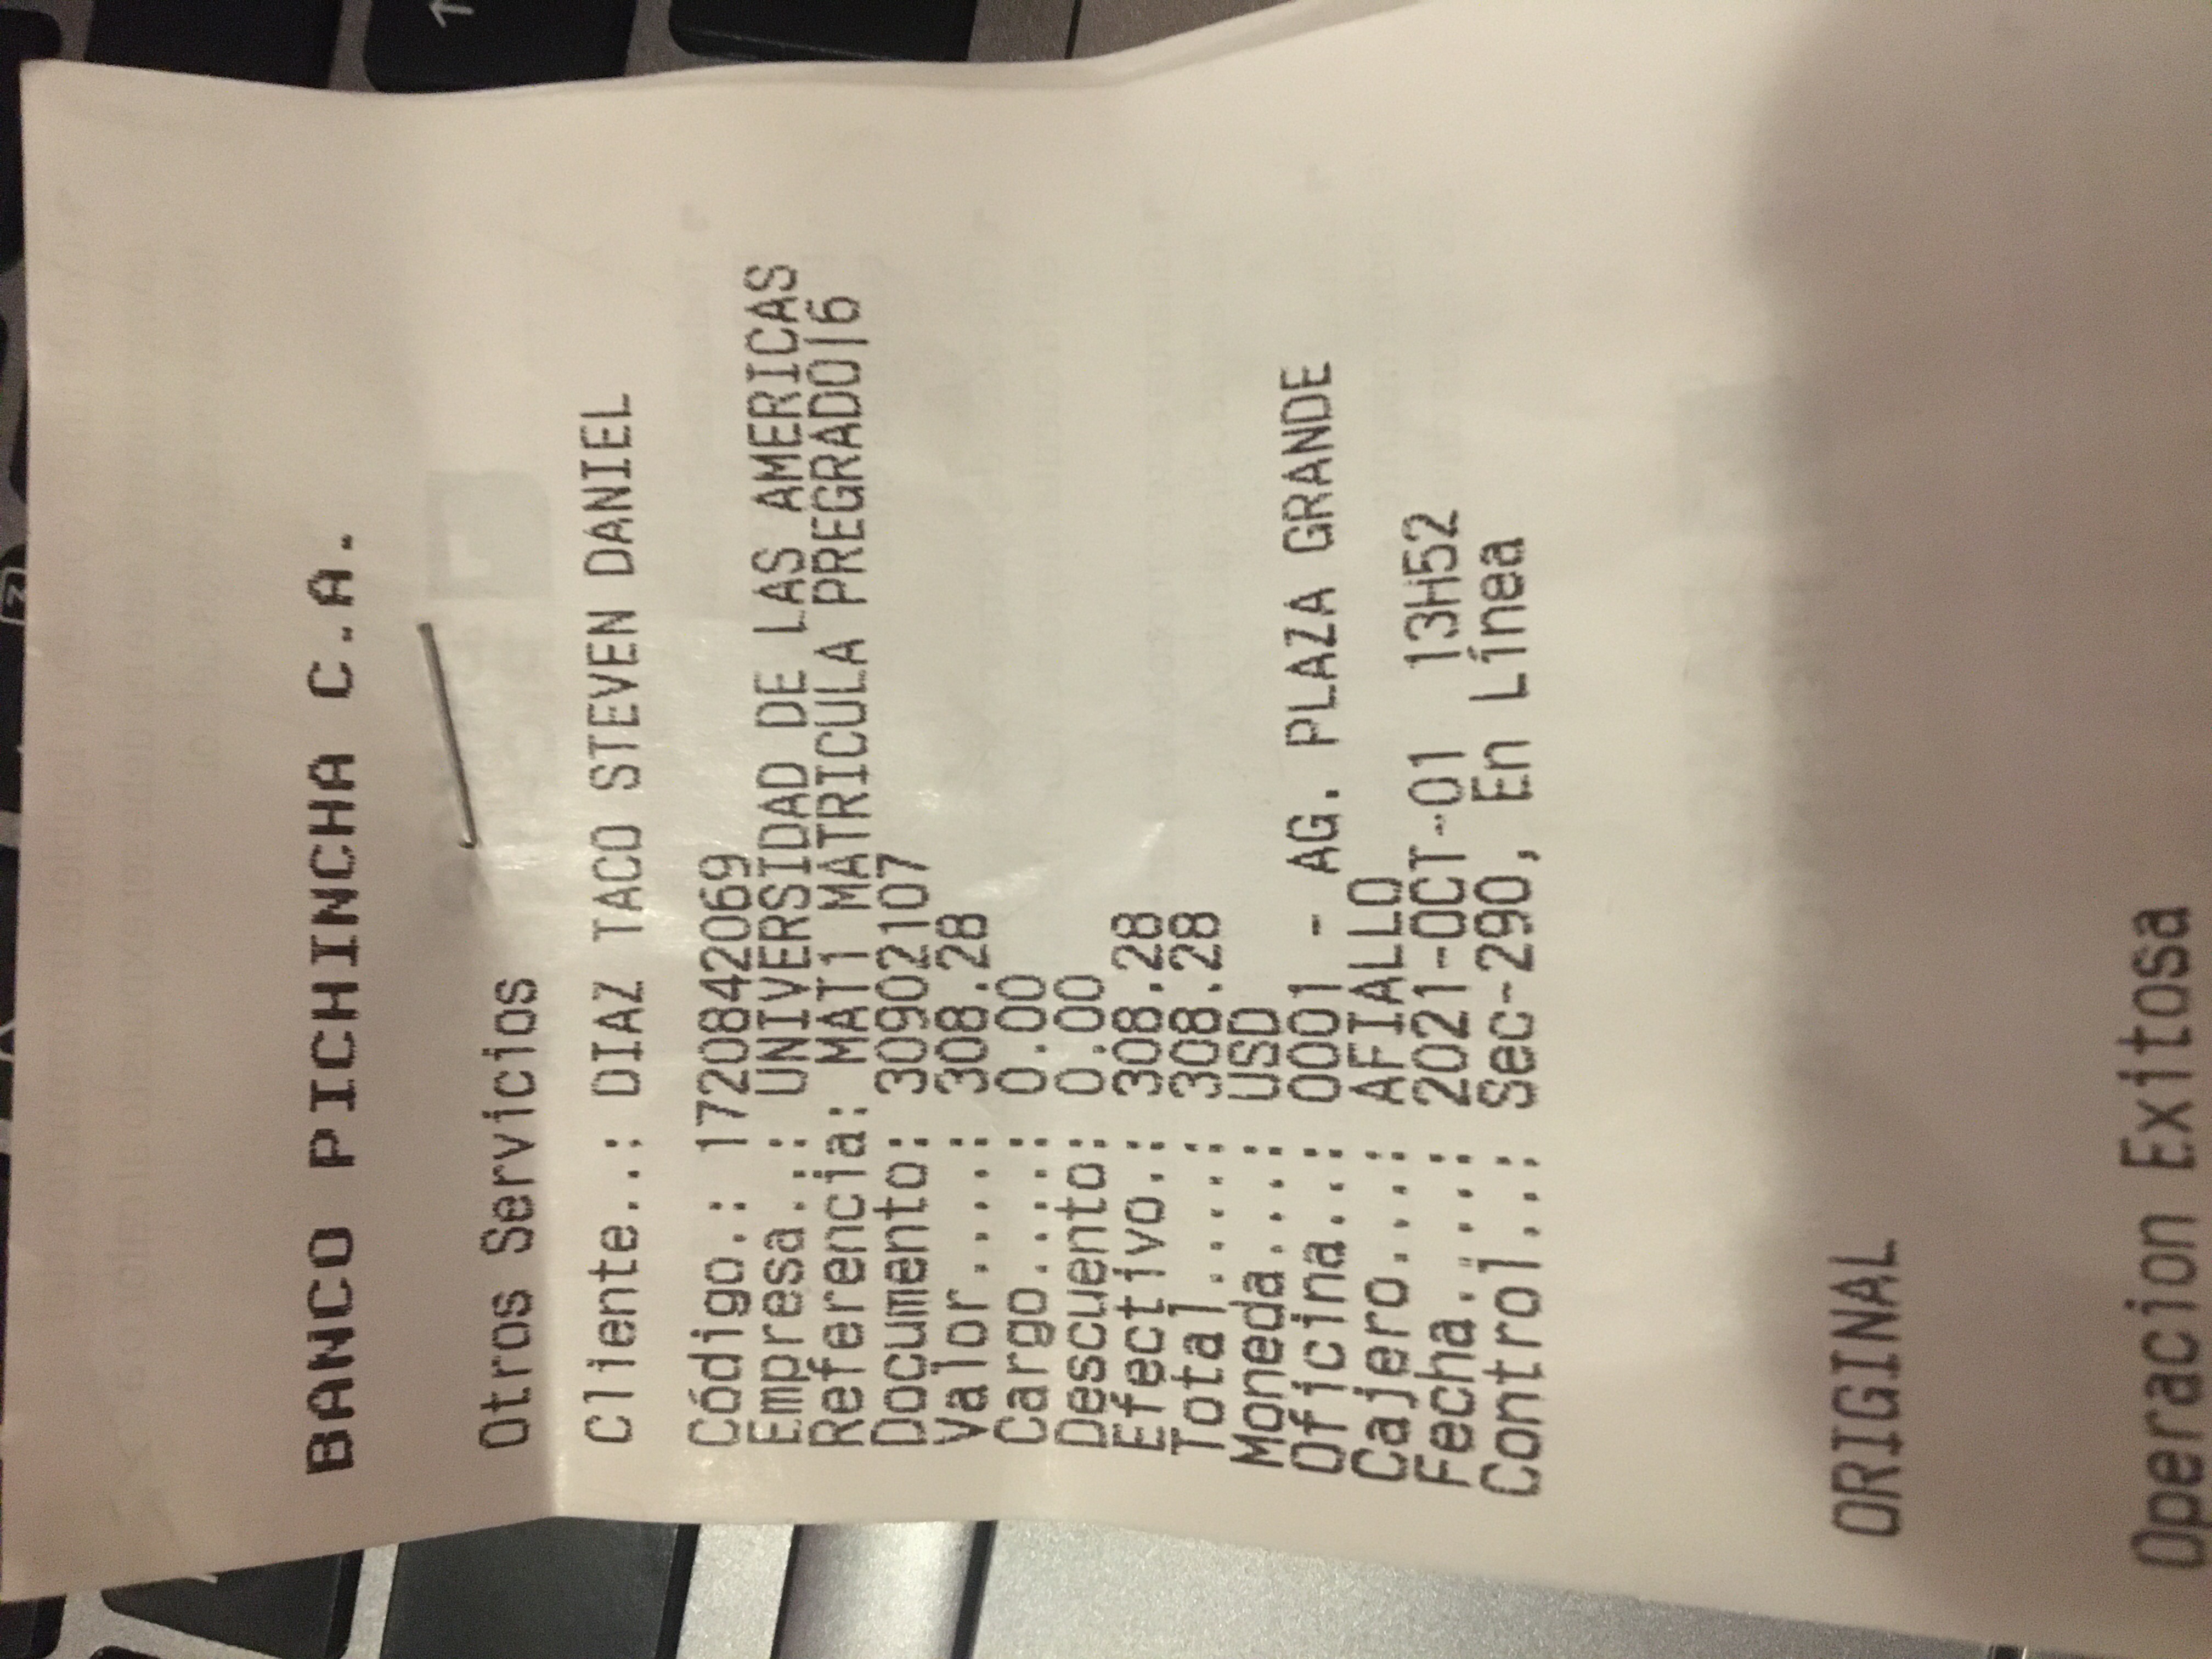 BANCO PICHINCHA C.A.
Otros Servicios
Cliente..: DIAZ TACO STEVEN DANIEL
Código.: 1720842069
Empresa..: UNIVERSIDAD DE LAS AMERICAS
Referencia: MAT1 MATRICULA PREGRADO|6
Documento: 30902107
Valor.....: 308.28
Cargo.....: 0.00
Descuento: 0.00
Efectivo.: 308.28
Total.....: 308.28
Moneda....: USD
Oficina...: 0001 - AG. PLAZA GRANDE
Cajero....: AFIALLO
Fecha.....: 2021-OCT-01 13H52
Control...: Sec-290, En Línea
ORIGINAL
Operacion Exitosa